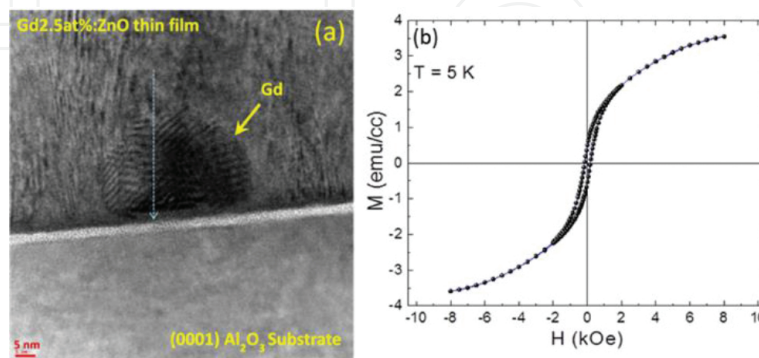 Gd2.5at%:ZnO thin film
(a)
Gd
5 nm
(0001) Al₂O₃ Substrate
(b)
T = 5 K
M (emu/cc)
4
3
2
1
0
-1
-2
-3
-4
-10 -8 -6 -4 -2 0 2 4 6 8 10
H (kOe)